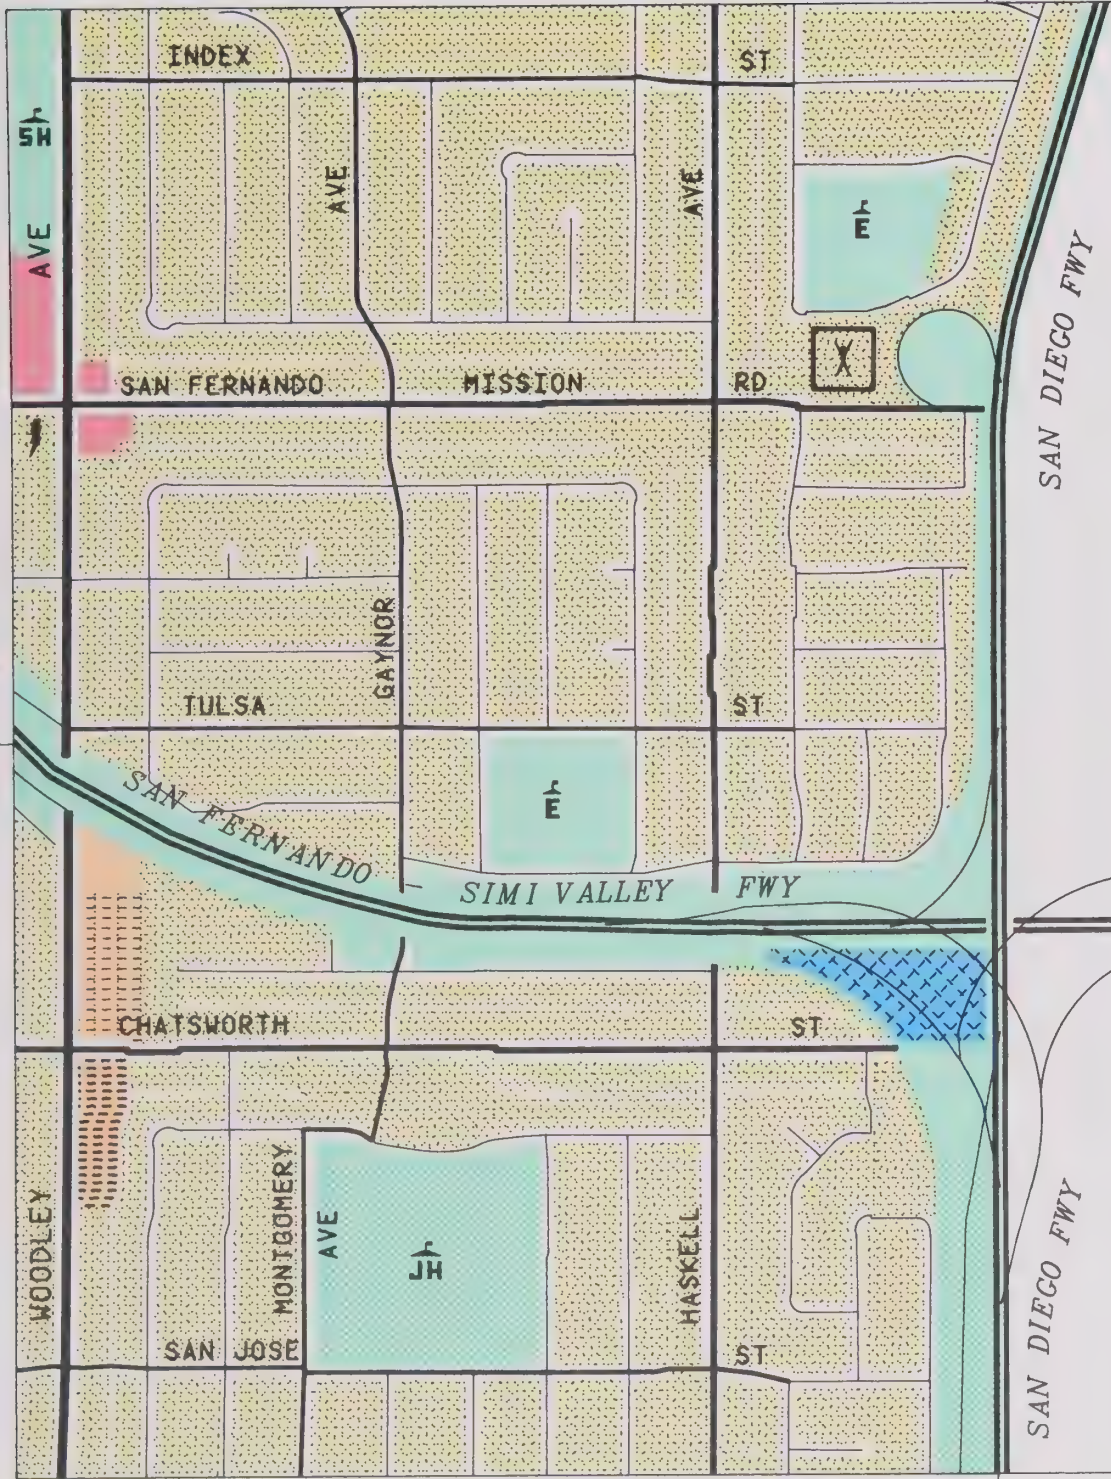 INDEX ST
SH
AVE
AVE
AVE
E
SAN DIEGO FWY
SAN FERNANDO MISSION RD
GAYNOR
TULSA ST
E
SAN FERNANDO - SIMI VALLEY FWY
CHATSWORTH ST
WOODLEY
MONTGOMERY
AVE
JH
HASKELL
SAN DIEGO FWY
SAN JOSE ST